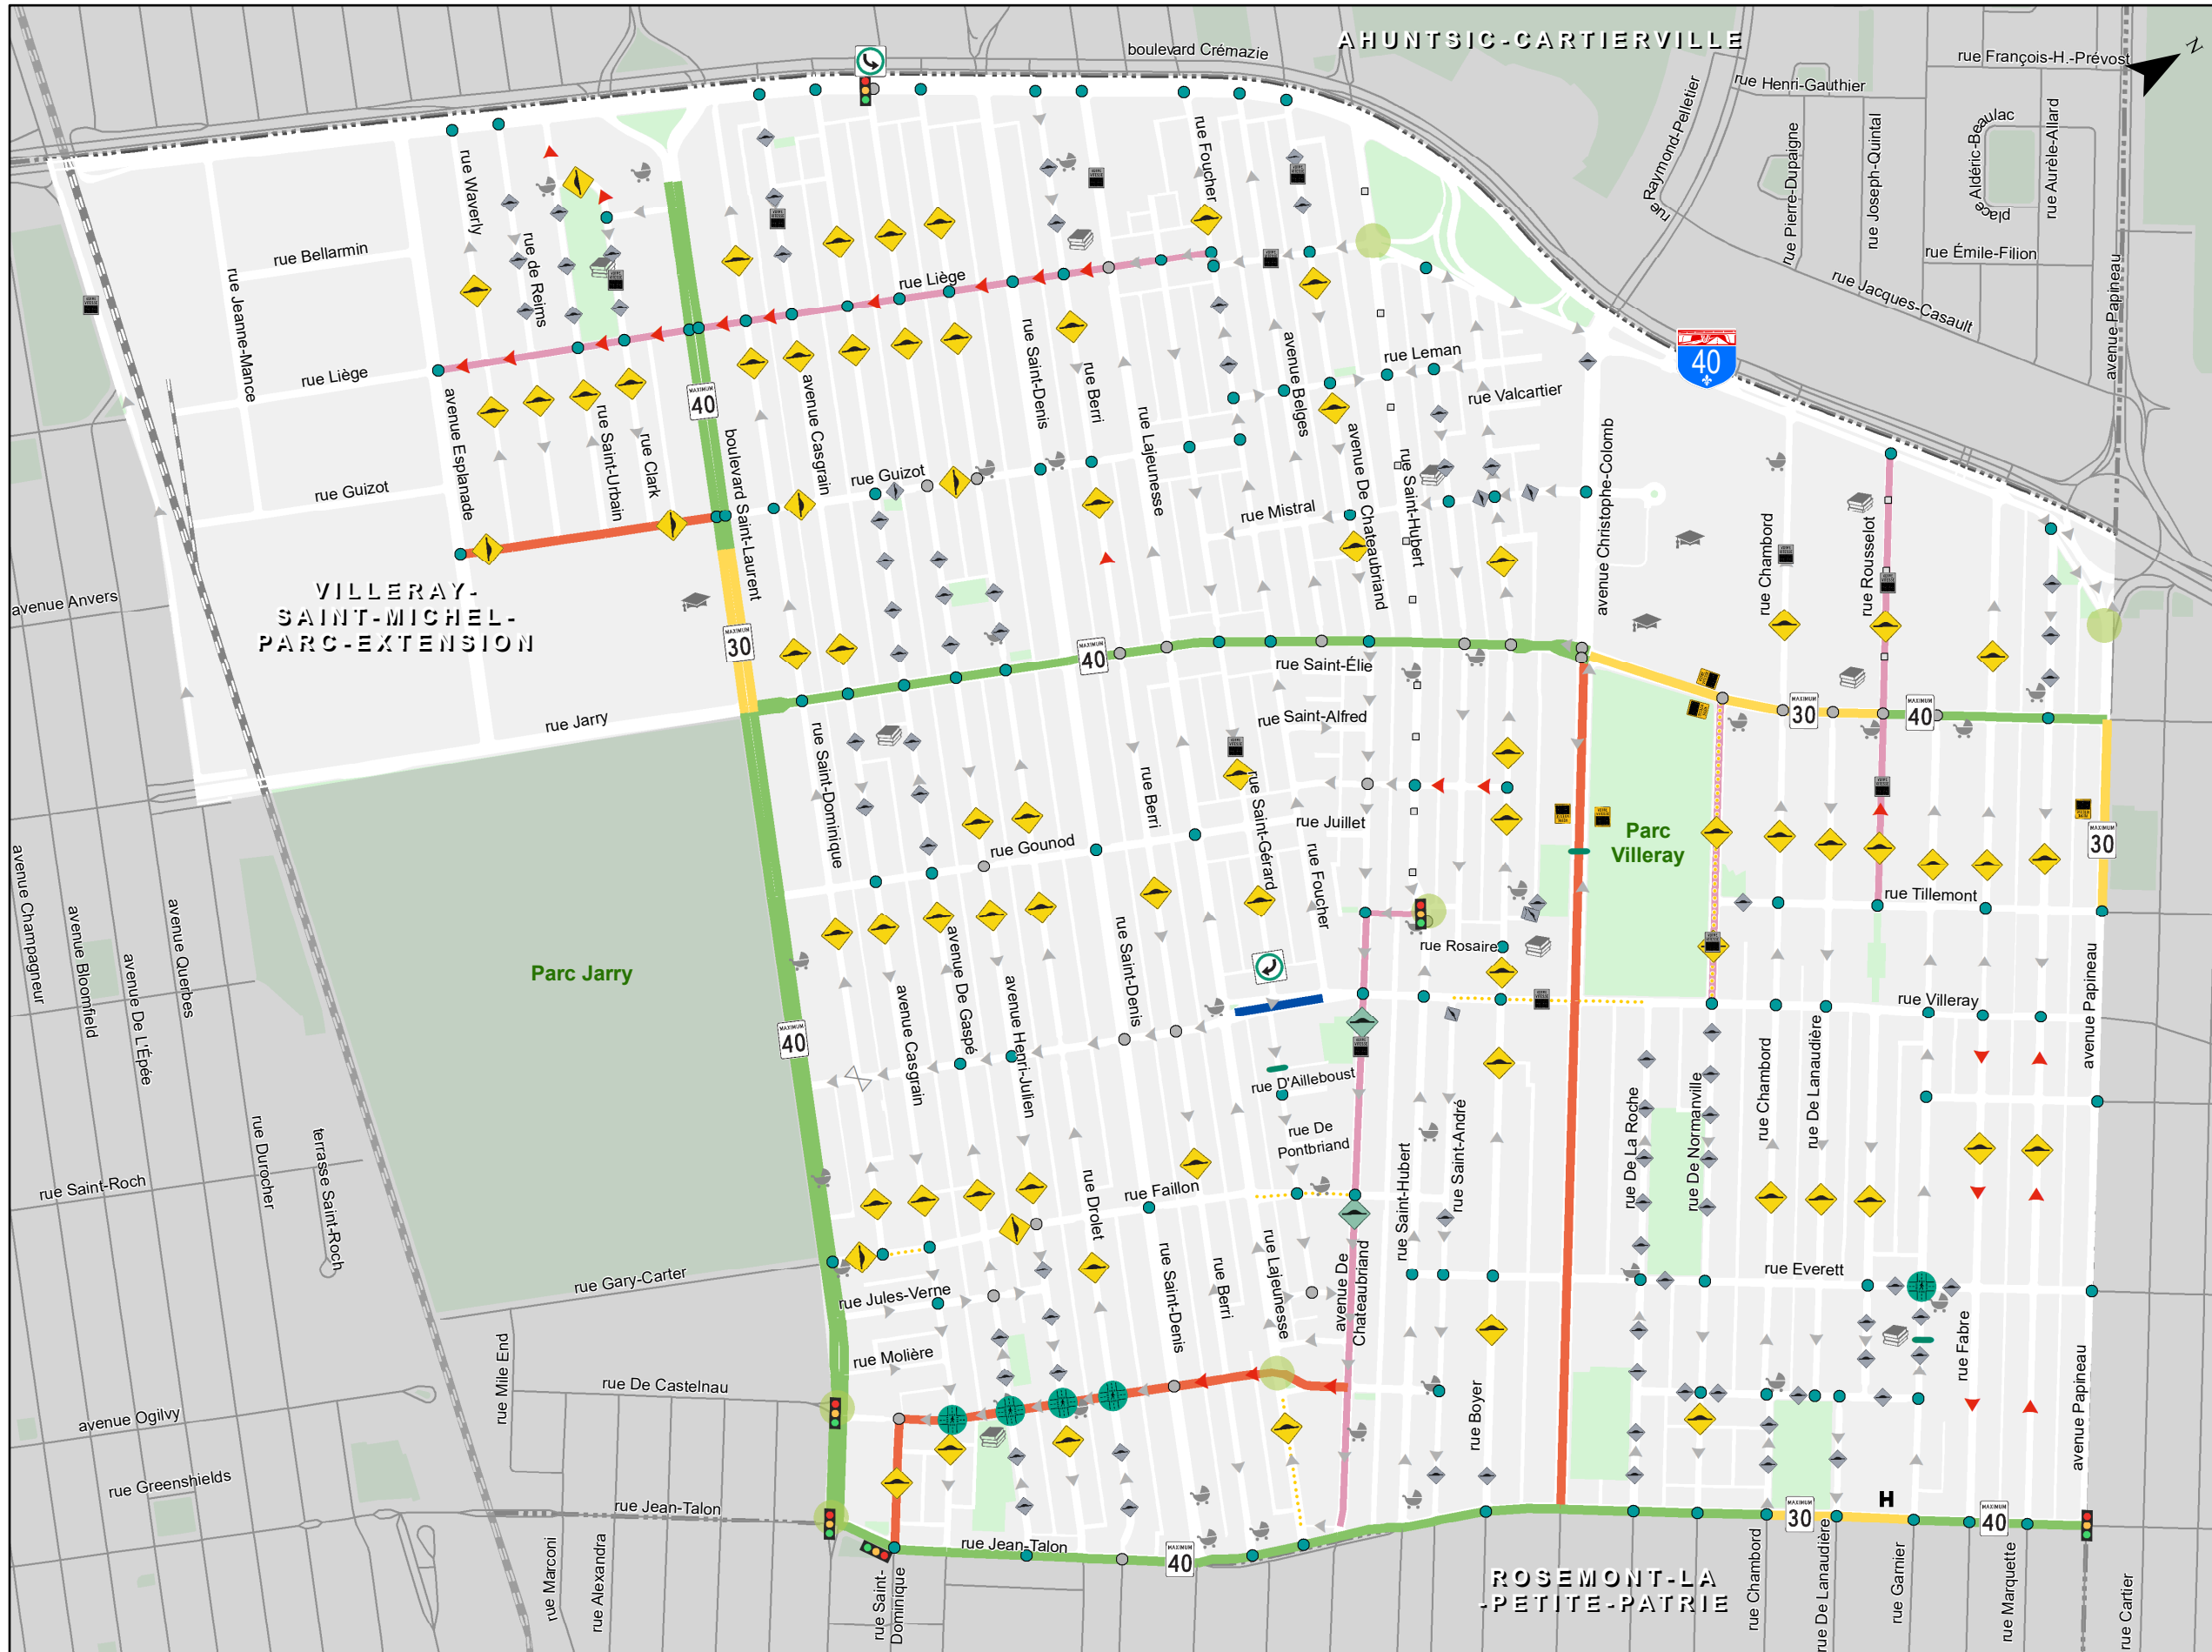 AHUNTSIC-CARTIERVILLE
boulevard Crémazie
N
rue François-H.-Prévost
rue Henri-Gauthier
rue Raymond-Pelletier
rue Pierre-Dupaigne
rue Joseph-Quintal
place Aldéric-Beaulac
rue Aurèle-Allard
rue Émile-Filion
rue Jacques-Casault
avenue Papineau
40
rue Waverly
rue de Reims
rue Bellarmin
rue Jeanne-Mance
rue Foucher
rue Liège
rue Liège
rue Saint-Denis
rue Berri
avenue Belges
rue Leman
rue Valcartier
avenue Esplanade
rue Saint-Urbain
rue Clark
MAXIMUM
40
boulevard Saint-Laurent
avenue Casgrain
rue Lajeunesse
avenue De Chateaubriand
rue Saint-Hubert
avenue Christophe-Colomb
rue Guizot
rue Guizot
rue Mistral
rue Chambord
rue Rousselot
VILLERAY-
SAINT-MICHEL-
PARC-EXTENSION
avenue Anvers
MAXIMUM
30
MAXIMUM
40
rue Saint-Élie
rue Jarry
rue Saint-Alfred
MAXIMUM
30
MAXIMUM
40
rue Saint-Dominique
rue Berri
rue Saint-Gérard
rue Juillet
rue Foucher
rue Gounod
Parc
Villeray
MAXIMUM
30
rue Tillemont
avenue Champagneur
avenue Bloomfield
avenue De L'Épée
avenue Querbes
Parc Jarry
avenue De Gaspé
rue Saint-Denis
rue Rosaire
rue Villeray
avenue Papineau
MAXIMUM
40
avenue Casgrain
avenue Henri-Julien
rue D'Ailleboust
rue De
Pontbriand
rue Saint-André
rue De La Roche
rue De Normanville
rue Chambord
rue De Lanaudière
rue Durocher
terrasse Saint-Roch
rue Saint-Roch
rue Drolet
rue Faillon
rue Saint-Hubert
rue Gary-Carter
rue Jules-Verne
rue Saint-Denis
rue Berri
rue Lajeunesse
avenue De
Chateaubriand
rue Everett
rue Fabre
avenue Papineau
rue Molière
rue Mile End
rue De Castelnau
avenue Ogilvy
rue Boyer
rue Greenshields
rue Jean-Talon
rue Jean-Talon
MAXIMUM
40
MAXIMUM
30
H
MAXIMUM
40
rue Marconi
rue Alexandra
rue Saint-
Dominique
ROSEMONT-LA
-PETITE-PATRIE
rue Chambord
rue De Lanaudière
rue Garnier
rue Marquette
rue Cartier